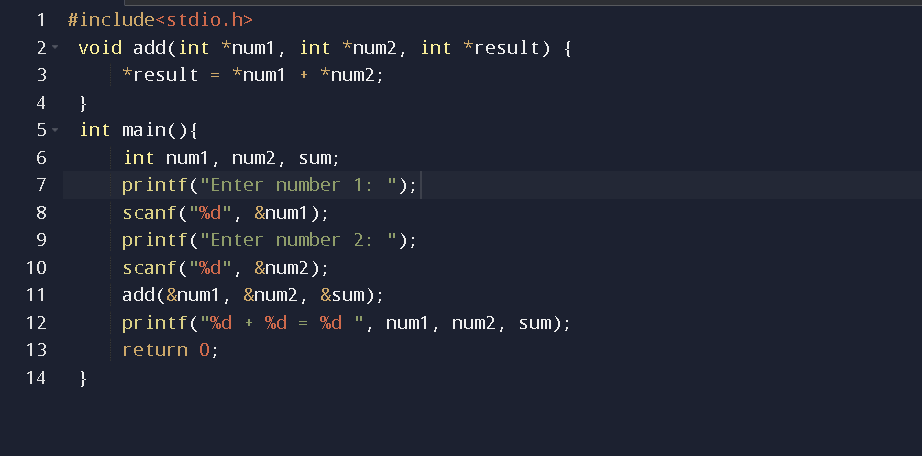 1 #include<stdio.h>
2 void add(int *num1, int *num2, int *result) {
3 *result = *num1 + *num2;
4 }
5 int main(){
6 int num1, num2, sum;
7 printf("Enter number 1: ");
8 scanf("%d", &num1);
9 printf("Enter number 2: ");
10 scanf("%d", &num2);
11 add(&num1, &num2, &sum);
12 printf("%d + %d = %d ", num1, num2, sum);
13 return 0;
14 }